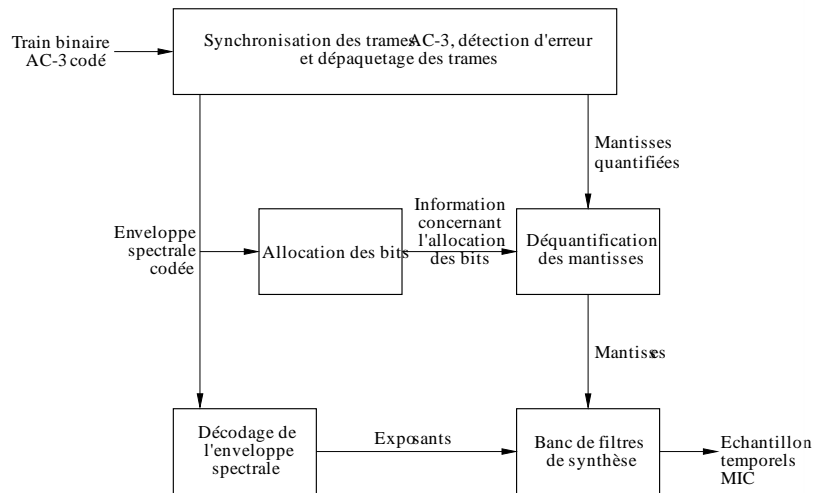 Train binaire
AC-3 codé
Synchronisation des trames AC-3, détection d'erreur
et dépaquetage des trames
Mantisses
quantifiées
Enveloppe
spectrale
codée
Allocation des bits
Information
concernant
l'allocation
des bits
Déquantification
des mantisses
Mantisses
Décodage de
l'enveloppe
spectrale
Exposants
Banc de filtres
de synthèse
Echantillon
temporels
MIC